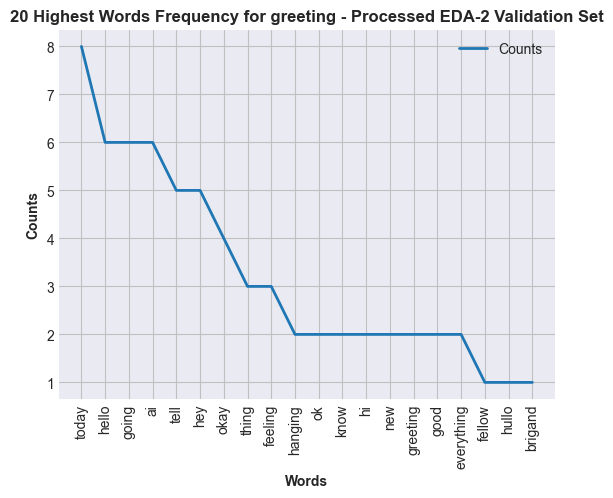 20 Highest Words Frequency for greeting - Processed EDA-2 Validation Set
Counts
8
7
6
5
4
3
2
1
Counts
today
hello
going
ai
tell
hey
okay
thing
feeling
hanging
ok
know
hi
new
greeting
good
everything
fellow
hullo
brigand
Words